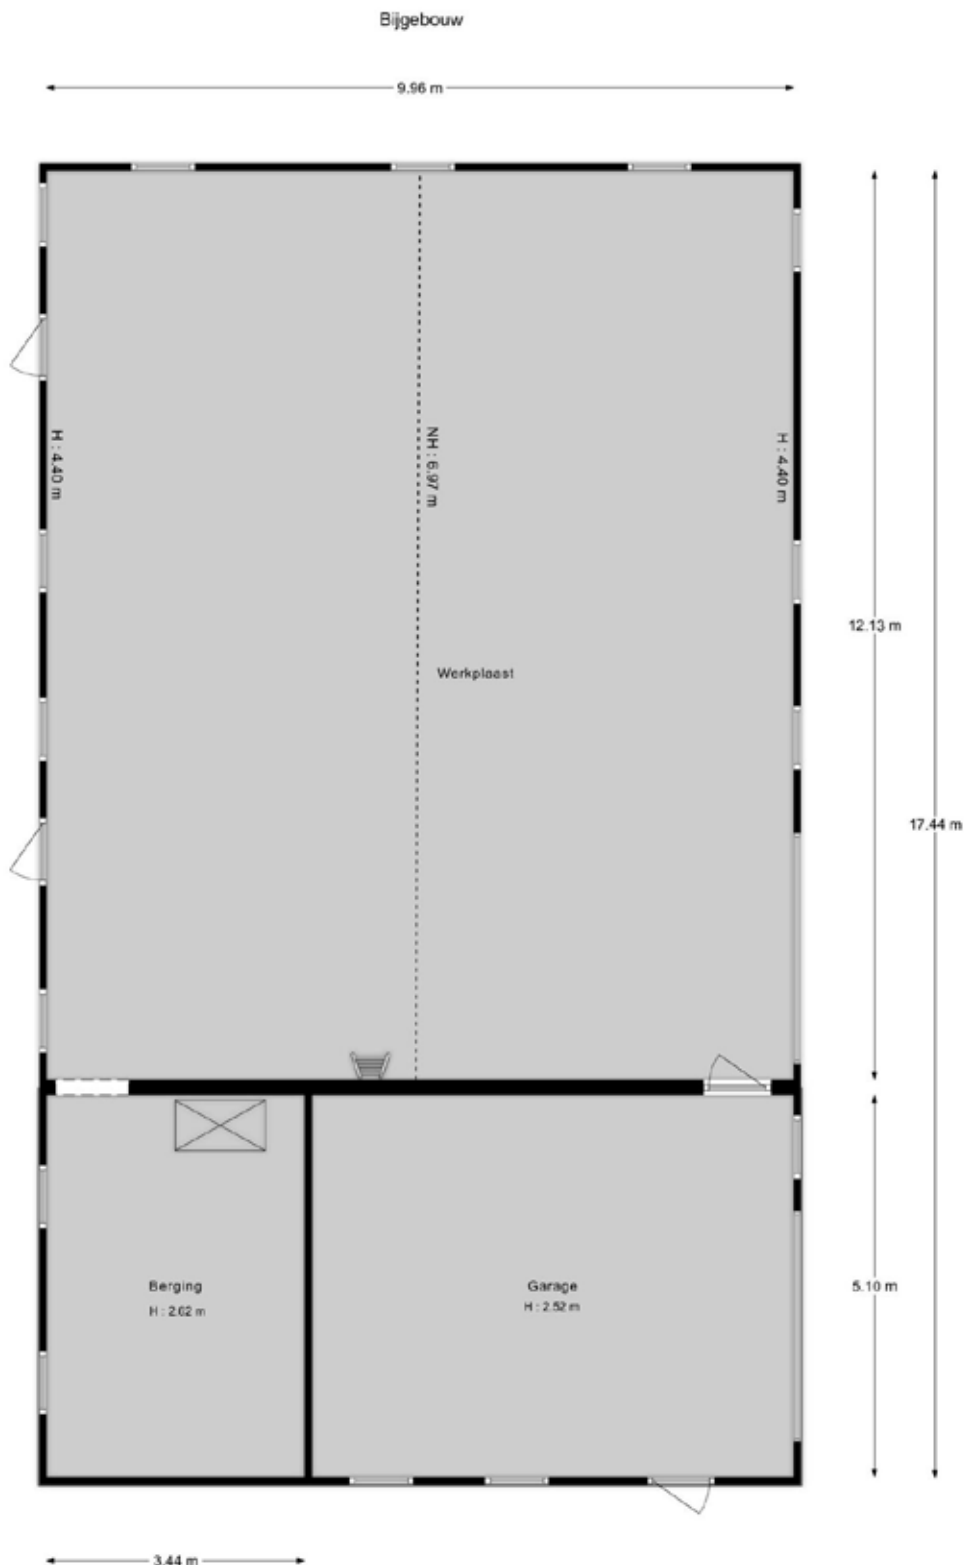 Bijgebouw
9.96 m
H : 4.40 m
NH : 6.97 m
H : 4.40 m
12.13 m
Werkplaast
17.44 m
Berging
H : 2.62 m
Garage
H : 2.52 m
5.10 m
3.44 m